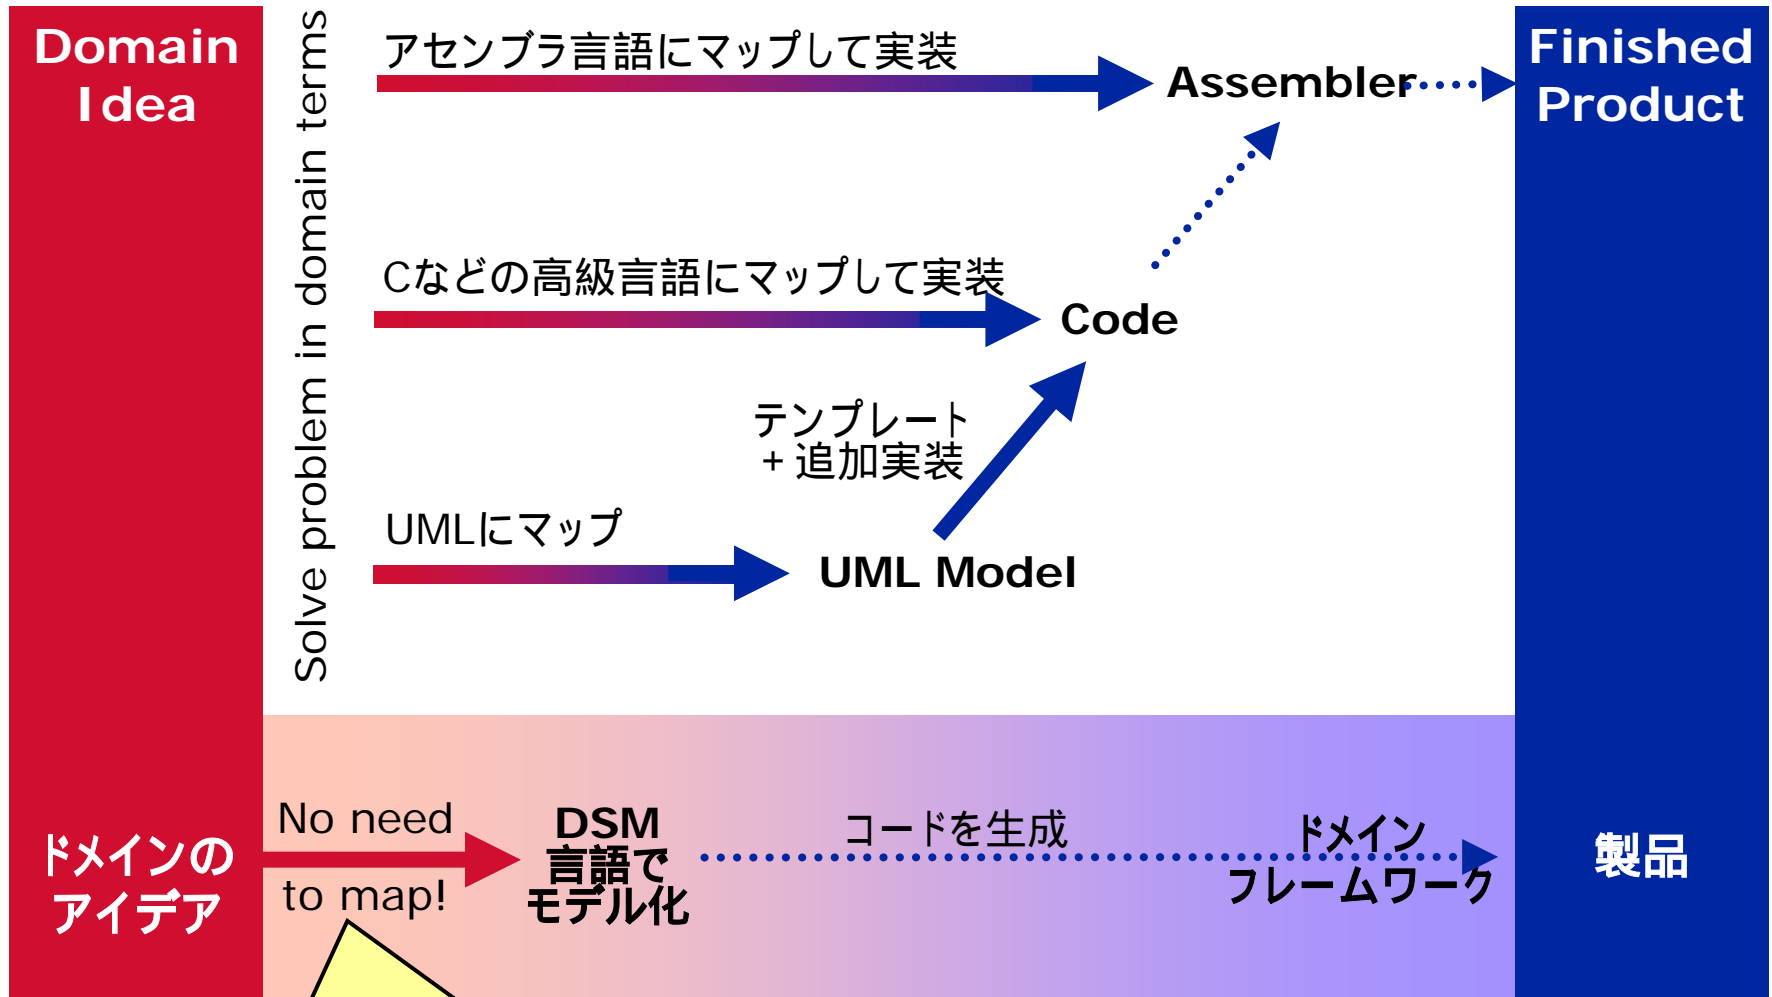 Domain
Idea
Solve problem in domain terms
アセンブラ言語にマップして実装
Assembler
Finished
Product
Cなどの高級言語にマップして実装
Code
テンプレート
+ 追加実装
UMLにマップ
UML Model
ドメインの
アイデア
No need
to map!
DSM
言語で
モデル化
コードを生成
ドメイン
フレームワーク
製品